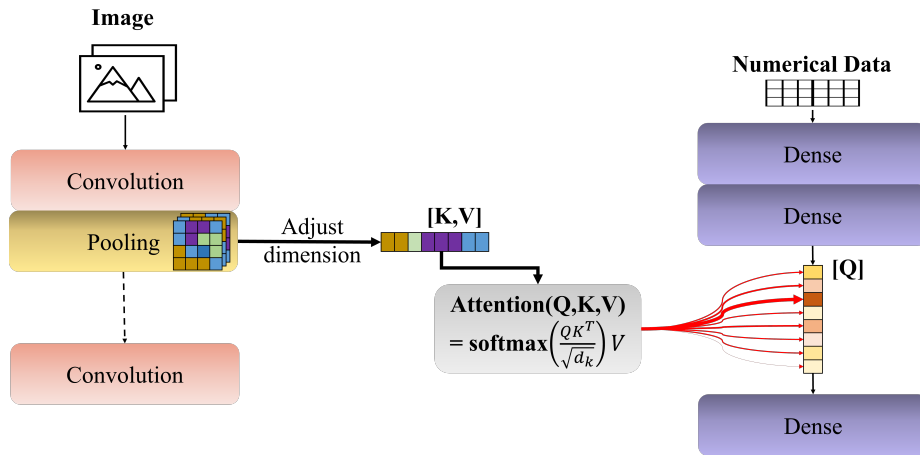 Image
Convolution
Pooling
Convolution
Adjust
dimension
[K,V]
Attention(Q,K,V)
= softmax(QK^T/√d_k)V
Numerical Data
Dense
Dense
[Q]
Dense